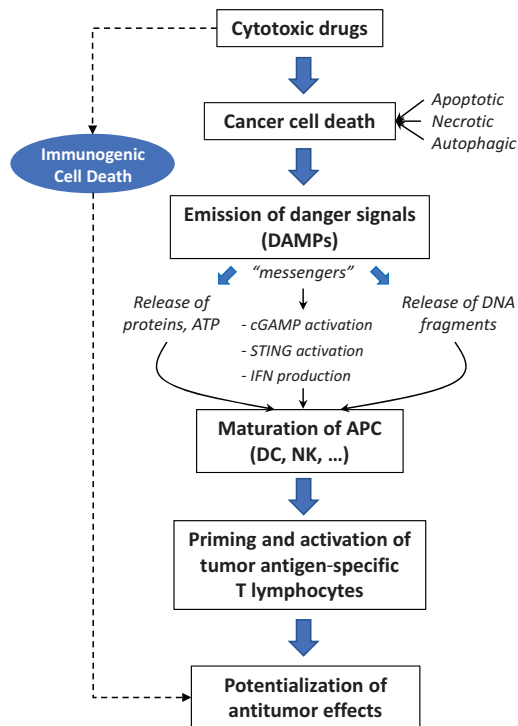 Cytotoxic drugs
Cancer cell death
Apoptotic
Necrotic
Autophagic
Immunogenic
Cell Death
Emission of danger signals
(DAMPs)
“messengers”
Release of
proteins, ATP
- cGAMP activation
- STING activation
- IFN production
Release of DNA
fragments
Maturation of APC
(DC, NK, ...)
Priming and activation of
tumor antigen-specific
T lymphocytes
Potentialization of
antitumor effects